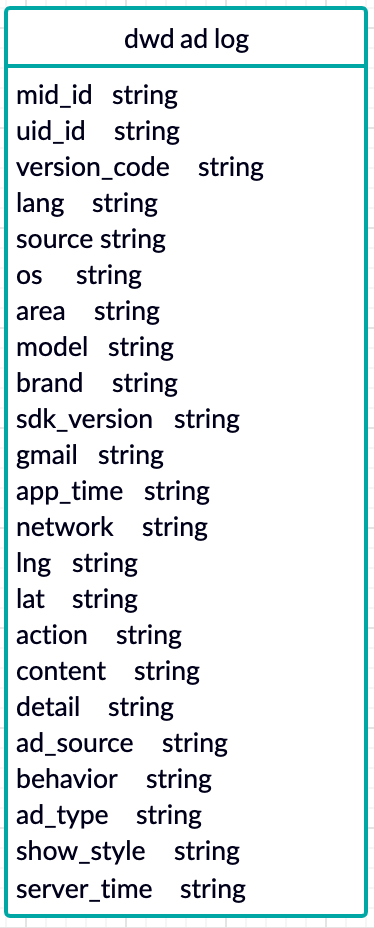 dwd ad log
mid_id string
uid_id string
version_code string
lang string
source string
os string
area string
model string
brand string
sdk_version string
gmail string
app_time string
network string
lng string
lat string
action string
content string
detail string
ad_source string
behavior string
ad_type string
show_style string
server_time string